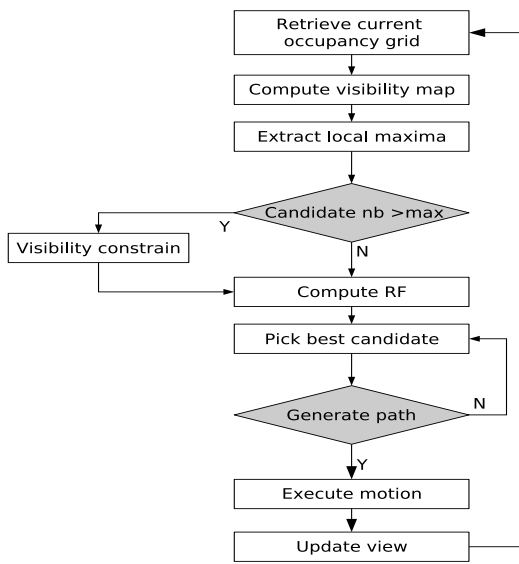 Retrieve current
occupancy grid
Compute visibility map
Extract local maxima
Candidate nb >max
Y
N
Visibility constrain
Compute RF
Pick best candidate
Generate path
N
Y
Execute motion
Update view